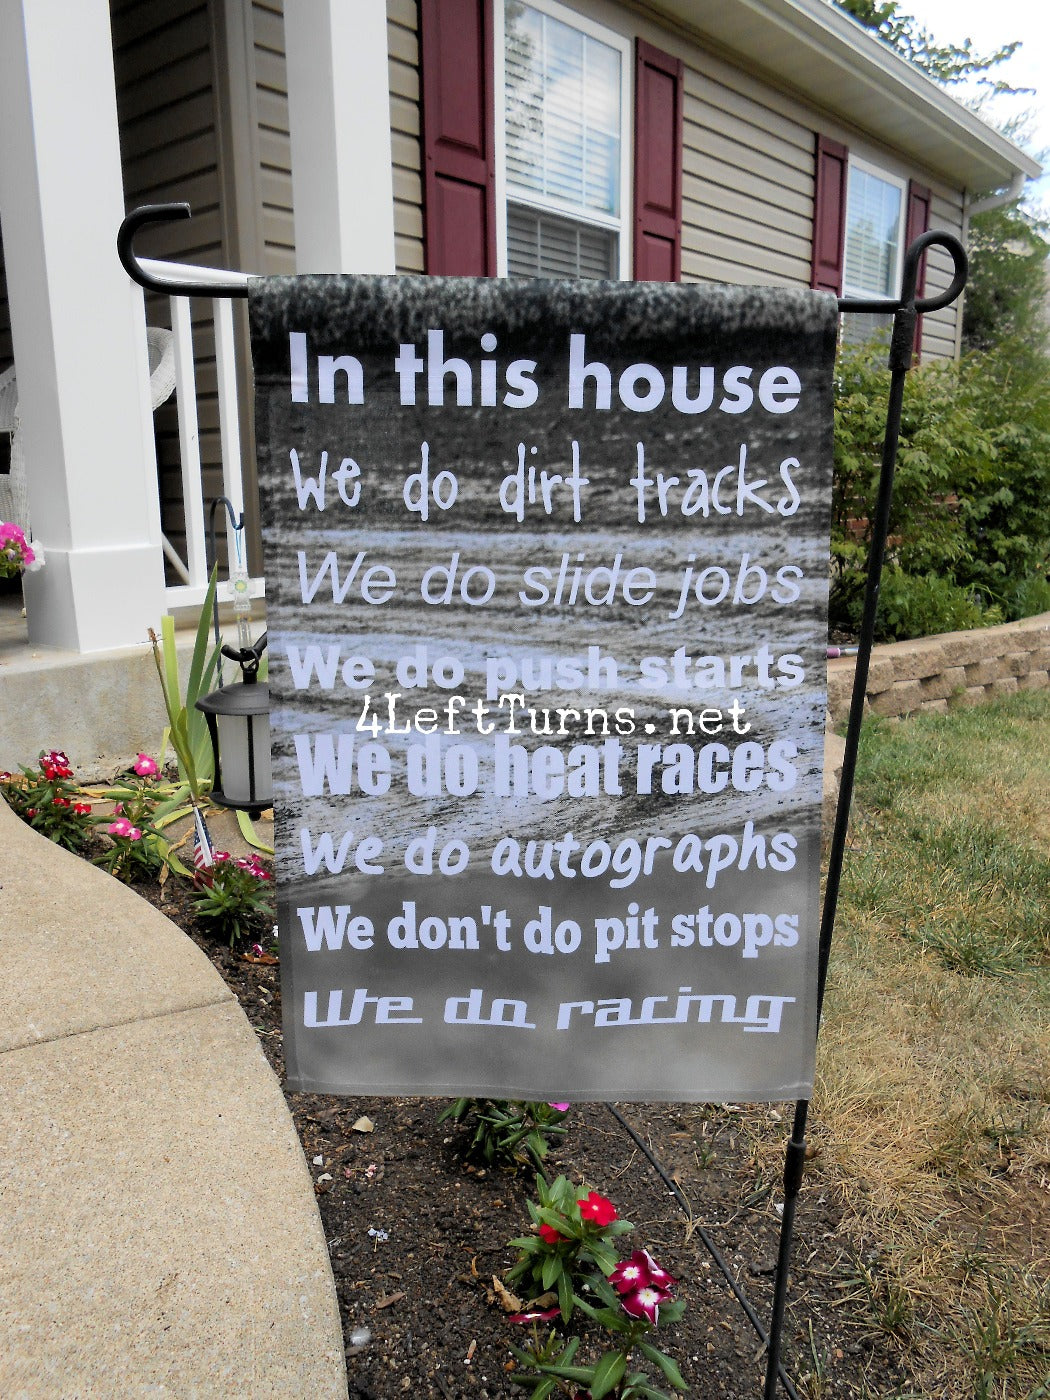 In this house
We do dirt tracks
We do slide jobs
We do push starts
4LeftTurns.net
We do heat races
We do autographs
We don't do pit stops
We do racing